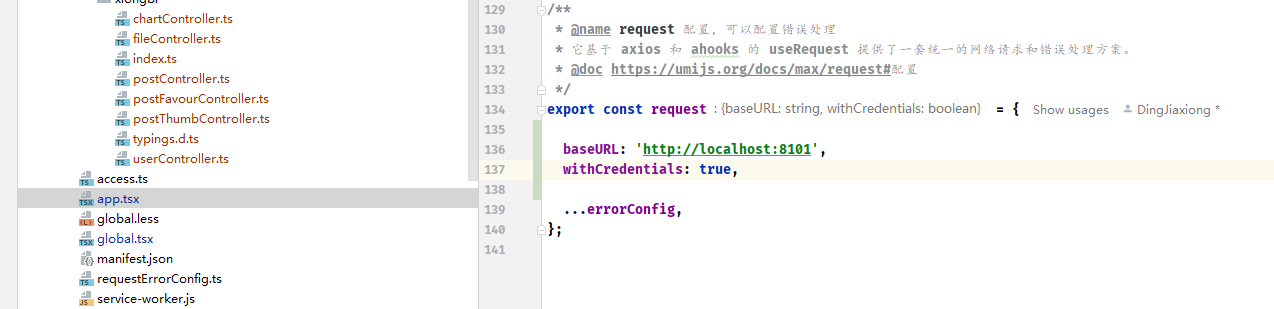 xiongbi
chartController.ts
fileController.ts
index.ts
postController.ts
postFavourController.ts
postThumbController.ts
typings.d.ts
userController.ts
access.ts
app.tsx
global.less
global.tsx
manifest.json
requestErrorConfig.ts
service-worker.js
129 /**
130 * @name request 配置，可以配置错误处理
131 * 它基于 axios 和 ahooks 的 useRequest 提供了一套统一的网络请求和错误处理方案。
132 * @doc https://umijs.org/docs/max/request#配置
133 */
134 export const request : {baseURL: string, withCredentials: boolean} = { Show usages DingJiaxiong *
135
136 baseURL: 'http://localhost:8101',
137 withCredentials: true,
138
139 ...errorConfig,
140 };
141